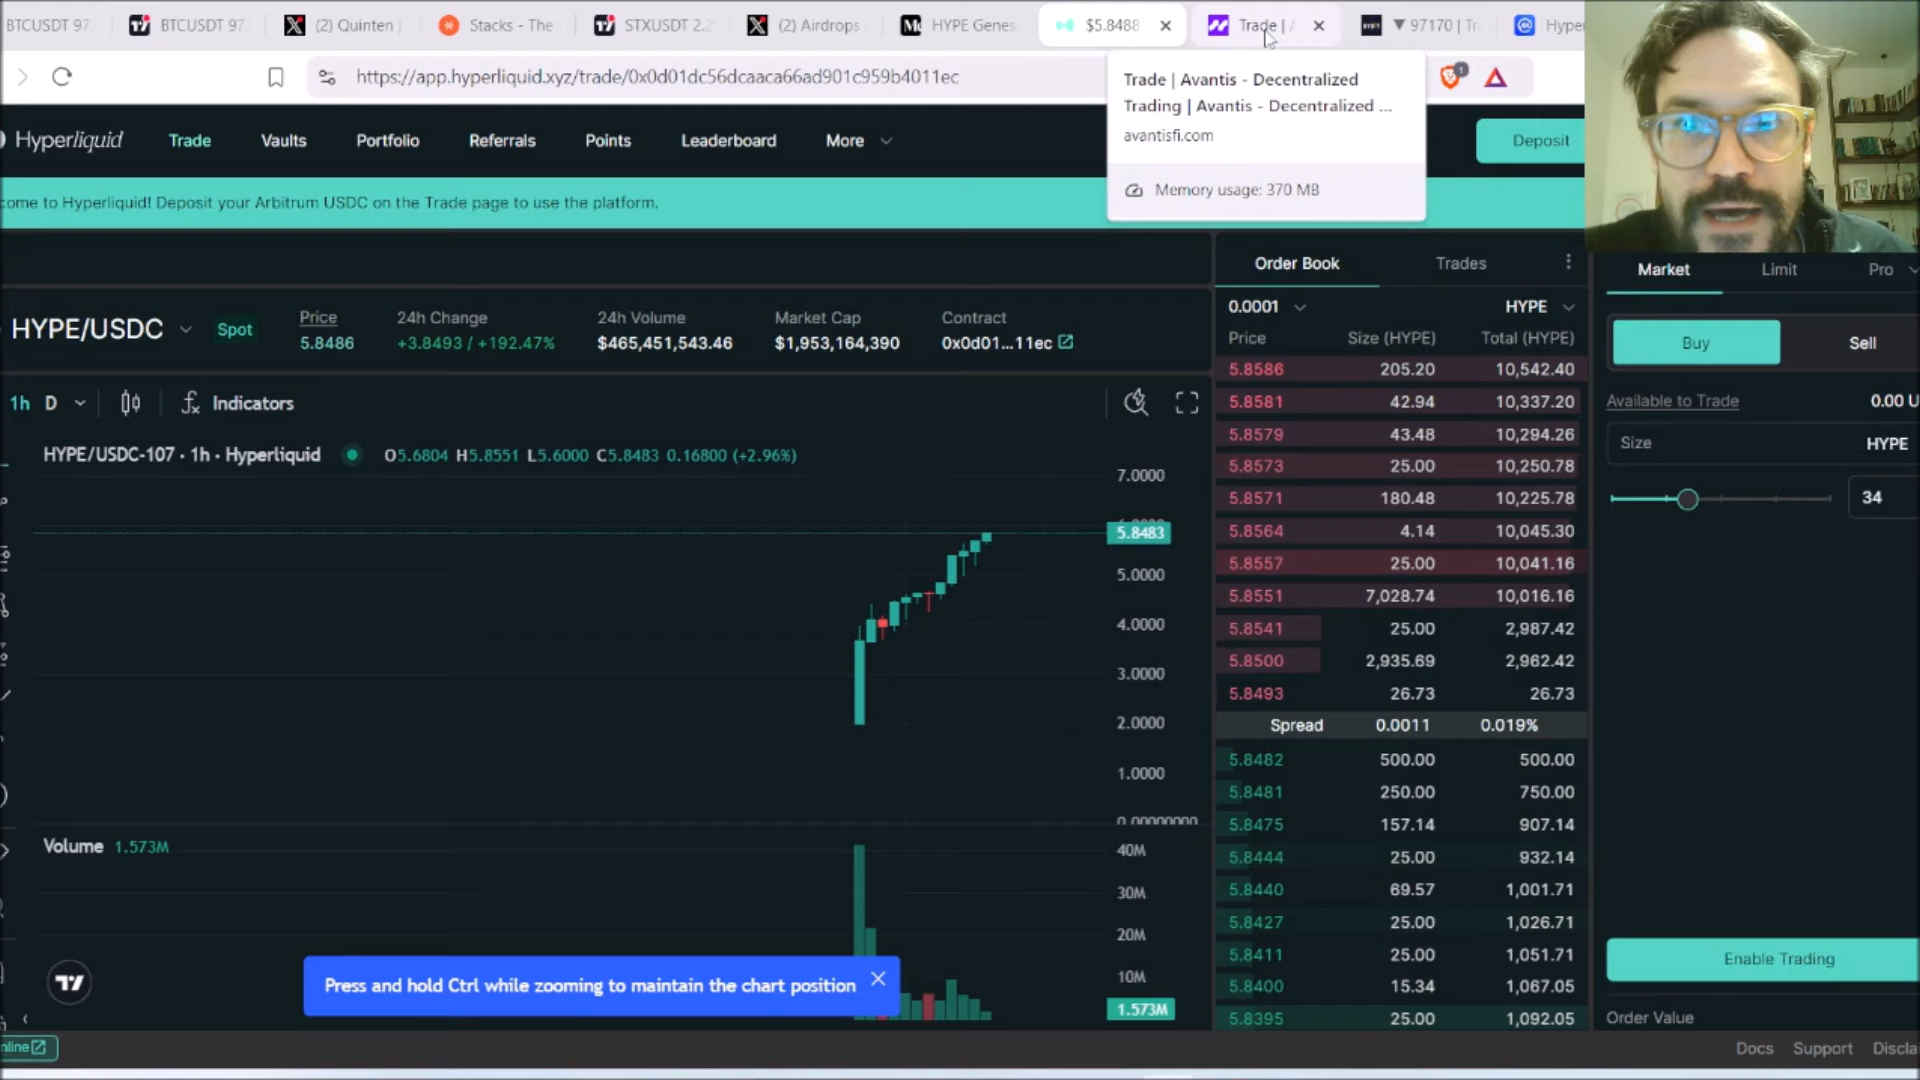 BTCUSDT 97
BTCUSDT 97.
(2) Quinten |
Stacks - The
STXUSDT 2.2
(2) Airdrops
HYPE Genes
$5.8488
Trade | A
▼ 97170 | Tr
Hyper
https://app.hyperliquid.xyz/trade/0x0d01dc56dcaaca66ad901c959b4011ec
1
Trade | Avantis - Decentralized
Trading | Avantis - Decentralized ...
avantisfi.com
Memory usage: 370 MB
Hyperliquid
Trade
Vaults
Portfolio
Referrals
Points
Leaderboard
More
Deposit
come to Hyperliquid! Deposit your Arbitrum USDC on the Trade page to use the platform.
HYPE/USDC
Spot
Price
5.8486
24h Change
+3.8493 / +192.47%
24h Volume
$465,451,543.46
Market Cap
$1,953,164,390
Contract
0x0d01...11ec
1h D
Indicators
HYPE/USDC-107 · 1h · Hyperliquid
O5.6804 H5.8551 L5.6000 C5.8483 0.16800 (+2.96%)
7.0000
5.8483
5.0000
4.0000
3.0000
2.0000
1.0000
0.00000000
Volume 1.573M
40M
30M
20M
10M
1.573M
Press and hold Ctrl while zooming to maintain the chart position
Order Book
Trades
0.0001
HYPE
Price Size (HYPE) Total (HYPE)
5.8586 205.20 10,542.40
5.8581 42.94 10,337.20
5.8579 43.48 10,294.26
5.8573 25.00 10,250.78
5.8571 180.48 10,225.78
5.8564 4.14 10,045.30
5.8557 25.00 10,041.16
5.8551 7,028.74 10,016.16
5.8541 25.00 2,987.42
5.8500 2,935.69 2,962.42
5.8493 26.73 26.73
Spread 0.0011 0.019%
5.8482 500.00 500.00
5.8481 250.00 750.00
5.8475 157.14 907.14
5.8444 25.00 932.14
5.8440 69.57 1,001.71
5.8427 25.00 1,026.71
5.8411 25.00 1,051.71
5.8400 15.34 1,067.05
5.8395 25.00 1,092.05
Market
Limit
Pro
Buy
Sell
Available to Trade
0.00 U
Size
HYPE
34
Enable Trading
Order Value
nline
Docs
Support
Discla